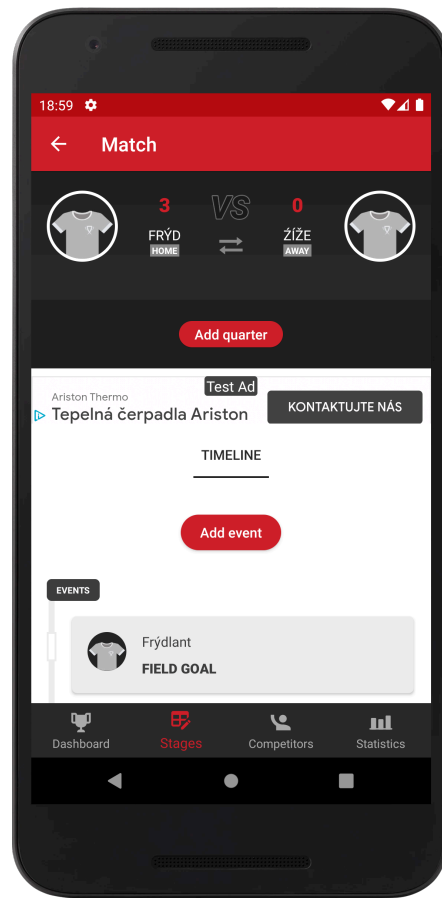 18:59
Match
3 VS 0
FRÝD ŹÍŽE
HOME AWAY
Add quarter
Test Ad
Ariston Thermo
Tepelná čerpadla Ariston
KONTAKTUJTE NÁS
TIMELINE
Add event
EVENTS
Frýdlant
FIELD GOAL
Dashboard Stages Competitors Statistics